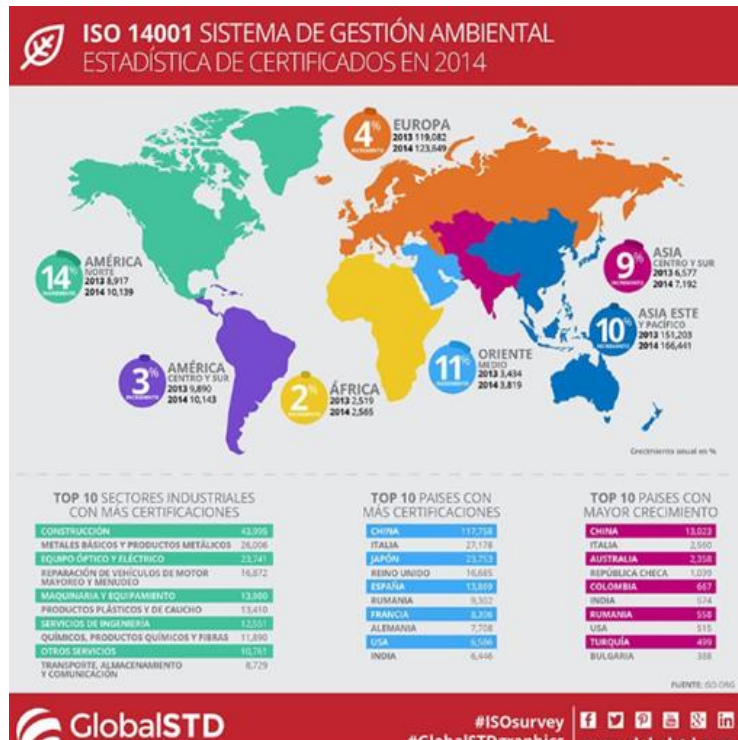 ISO 14001 SISTEMA DE GESTIÓN AMBIENTAL
ESTADÍSTICA DE CERTIFICADOS EN 2014
4%
INCREMENTO
EUROPA
2013 119,082
2014 123,649
14%
INCREMENTO
AMÉRICA
NORTE
2013 8,917
2014 10,139
9%
INCREMENTO
ASIA
CENTRO Y SUR
2013 6,577
2014 7,192
10%
INCREMENTO
ASIA ESTE
Y PACÍFICO
2013 151,203
2014 166,441
3%
INCREMENTO
AMÉRICA
CENTRO Y SUR
2013 9,890
2014 10,143
2%
INCREMENTO
ÁFRICA
2013 2,519
2014 2,565
11%
INCREMENTO
ORIENTE
MEDIO
2013 3,434
2014 3,819
Crecimiento anual en %
TOP 10 SECTORES INDUSTRIALES
CON MÁS CERTIFICACIONES
CONSTRUCCIÓN 42,995
METALES BÁSICOS Y PRODUCTOS METÁLICOS 26,006
EQUIPO ÓPTICO Y ELÉCTRICO 23,741
REPARACIÓN DE VEHÍCULOS DE MOTOR
MAYOREO Y MENUDEO 16,872
MAQUINARIA Y EQUIPAMIENTO
PRODUCTOS PLÁSTICOS Y DE CAUCHO 13,410
SERVICIOS DE INGENIERÍA 12,551
QUÍMICOS, PRODUCTOS QUÍMICOS Y FIBRAS 11,890
OTROS SERVICIOS 10,761
TRANSPORTE, ALMACENAMIENTO
Y COMUNICACIÓN 8,729
TOP 10 PAISES CON
MÁS CERTIFICACIONES
CHINA 117,758
ITALIA 27,178
JAPÓN 23,753
REINO UNIDO 16,685
ESPAÑA 13,869
RUMANIA 9,302
FRANCIA 8,306
ALEMANIA 7,708
USA 6,586
INDIA 6,446
TOP 10 PAISES CON
MAYOR CRECIMIENTO
CHINA 13,023
ITALIA 2,560
AUSTRALIA 2,358
REPÚBLICA CHECA
COLOMBIA 667
INDIA 574
RUMANIA 558
USA 515
TURQUÍA 499
BULGARIA 388
FUENTE: ISO.ORG
GlobalSTD
#ISOsurvey
#GlobalSTDgraphics